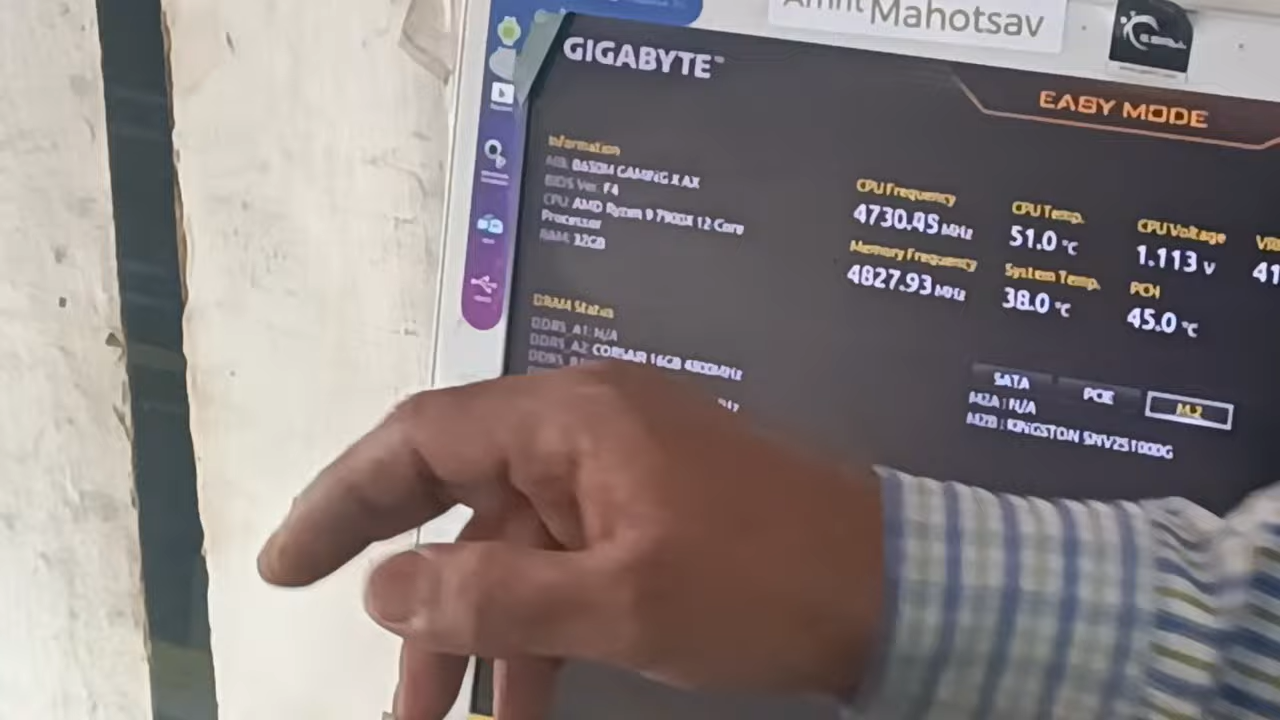 Mahotsav
GIGABYTE™
EASY MODE
Information
MB: B650M GAMING X AX
BIOS Ver: F4
CPU: AMD Ryzen 9 7900X 12 Core
Processor
RAM: 32GB
CPU Frequency
4730.45 MHz
CPU Temp.
51.0 °C
CPU Voltage
1.113 V
Memory Frequency
4827.93 MHz
System Temp.
38.0 °C
PCH
45.0 °C
41
DRAM Status
DDR5_A1: N/A
DDR5_A2: CORSAIR 16GB 4800MHz
SATA
PCIE
M.2
M2A : N/A
M2B : KINGSTON SNV2S1000G